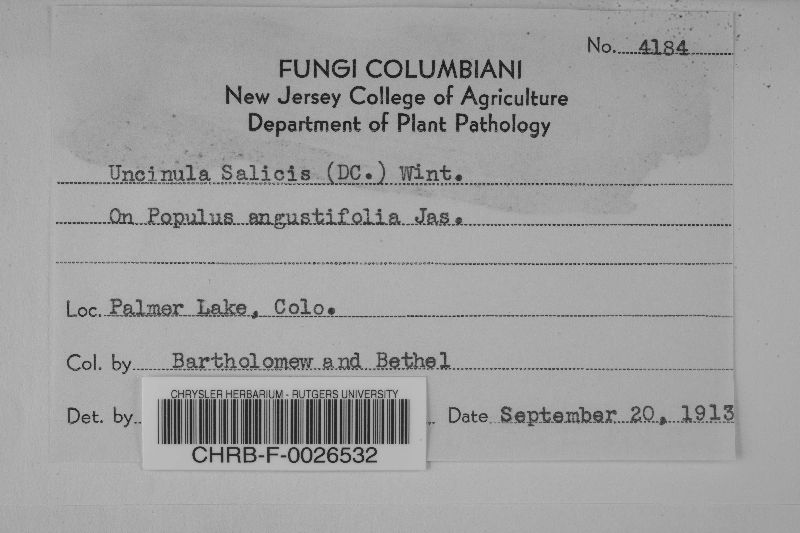 No. 4184
FUNGI COLUMBIANI
New Jersey College of Agriculture
Department of Plant Pathology
Uncinula Salicis (DC.) Wint.
On Populus angustifolia Jas.
Loc. Palmer Lake, Colo.
Col. by Bartholomew and Bethel
Det. by Date September 20, 1913
CHRYSLER HERBARIUM - RUTGERS UNIVERSITY
CHRB-F-0026532